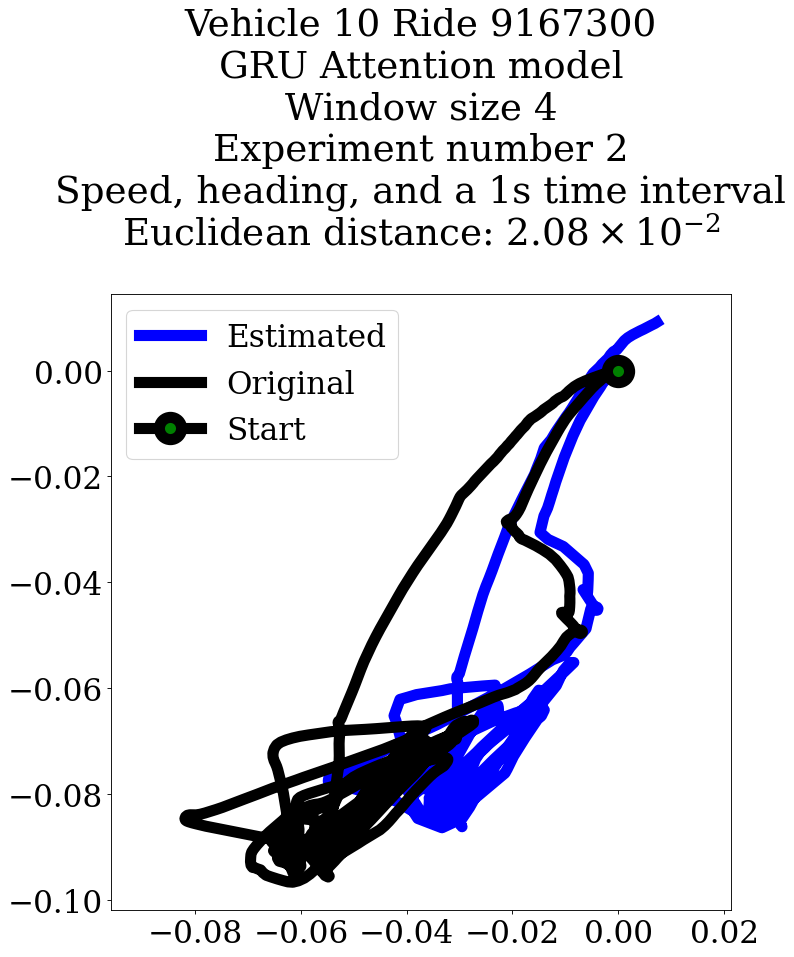 Vehicle 10 Ride 9167300
GRU Attention model
Window size 4
Experiment number 2
Speed, heading, and a 1s time interval
Euclidean distance: 2.08 × 10⁻²
Estimated
Original
Start
0.00
−0.02
−0.04
−0.06
−0.08
−0.10
−0.08 −0.06 −0.04 −0.02 0.00 0.02